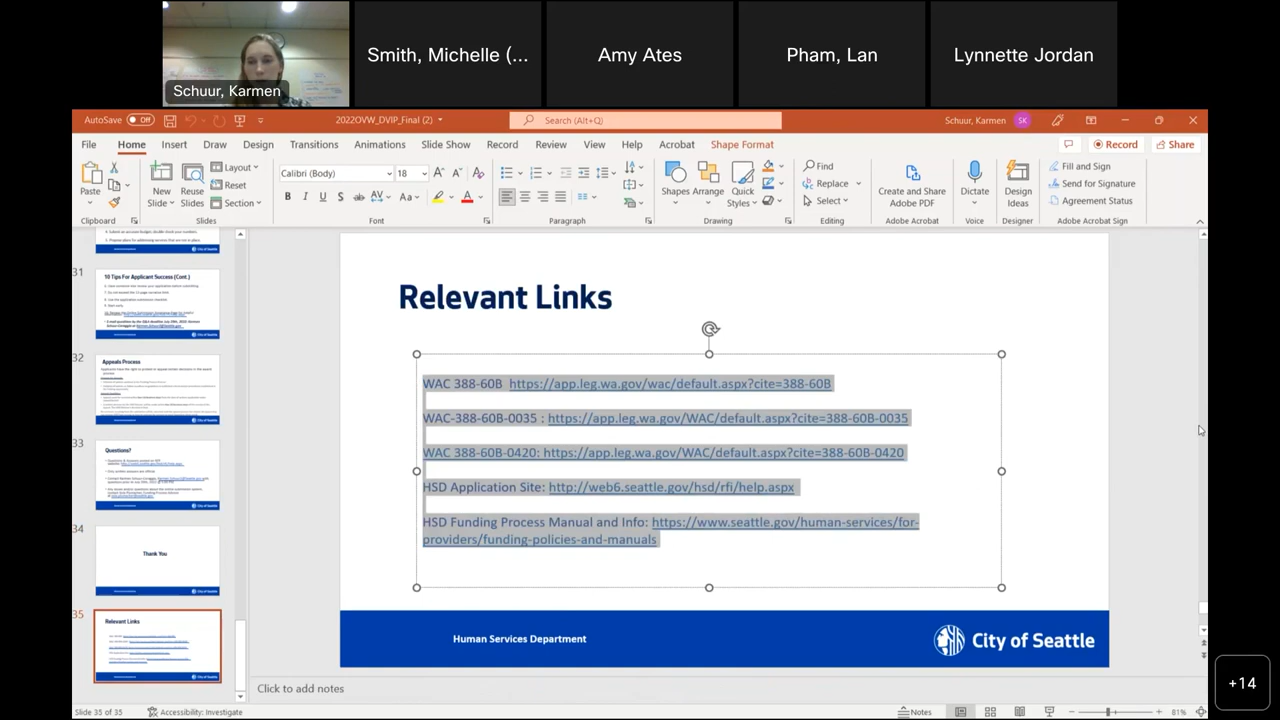 Schuur, Karmen
Smith, Michelle (...
Amy Ates
Pham, Lan
Lynnette Jordan
AutoSave Off
2022OVW_DVIP_Final (2)
Search (Alt+Q)
Schuur, Karmen SK
File Home Insert Draw Design Transitions Animations Slide Show Record Review View Help Acrobat Shape Format
Record Share
Paste
New Slide
Reuse Slides
Layout
Reset
Section
Calibri (Body) 18
Shapes Arrange Quick Styles
Find
Replace
Select
Create and Share Adobe PDF
Dictate
Design Ideas
Fill and Sign
Send for Signature
Agreement Status
Clipboard Slides Font Paragraph Drawing Editing Adobe Acrobat Voice Designer Adobe Acrobat Sign
31
10 Tips For Applicant Success (Cont.)
32
Appeals Process
33
Questions?
34
Thank You
35
Relevant Links
Relevant Links
WAC 388-60B http://app.leg.wa.gov/wac/default.aspx?cite=388-60B
WAC-388-60B-0035 : https://app.leg.wa.gov/WAC/default.aspx?cite=388-60B-0035
WAC 388-60B-0420: https://app.leg.wa.gov/WAC/default.aspx?cite=388-60B-0420
HSD Application Site: http://web6.seattle.gov/hsd/rfi/help.aspx
HSD Funding Process Manual and Info: https://www.seattle.gov/human-services/for-
providers/funding-policies-and-manuals
Human Services Department
City of Seattle
Click to add notes
Slide 35 of 35
Accessibility: Investigate
Notes
81%
+14